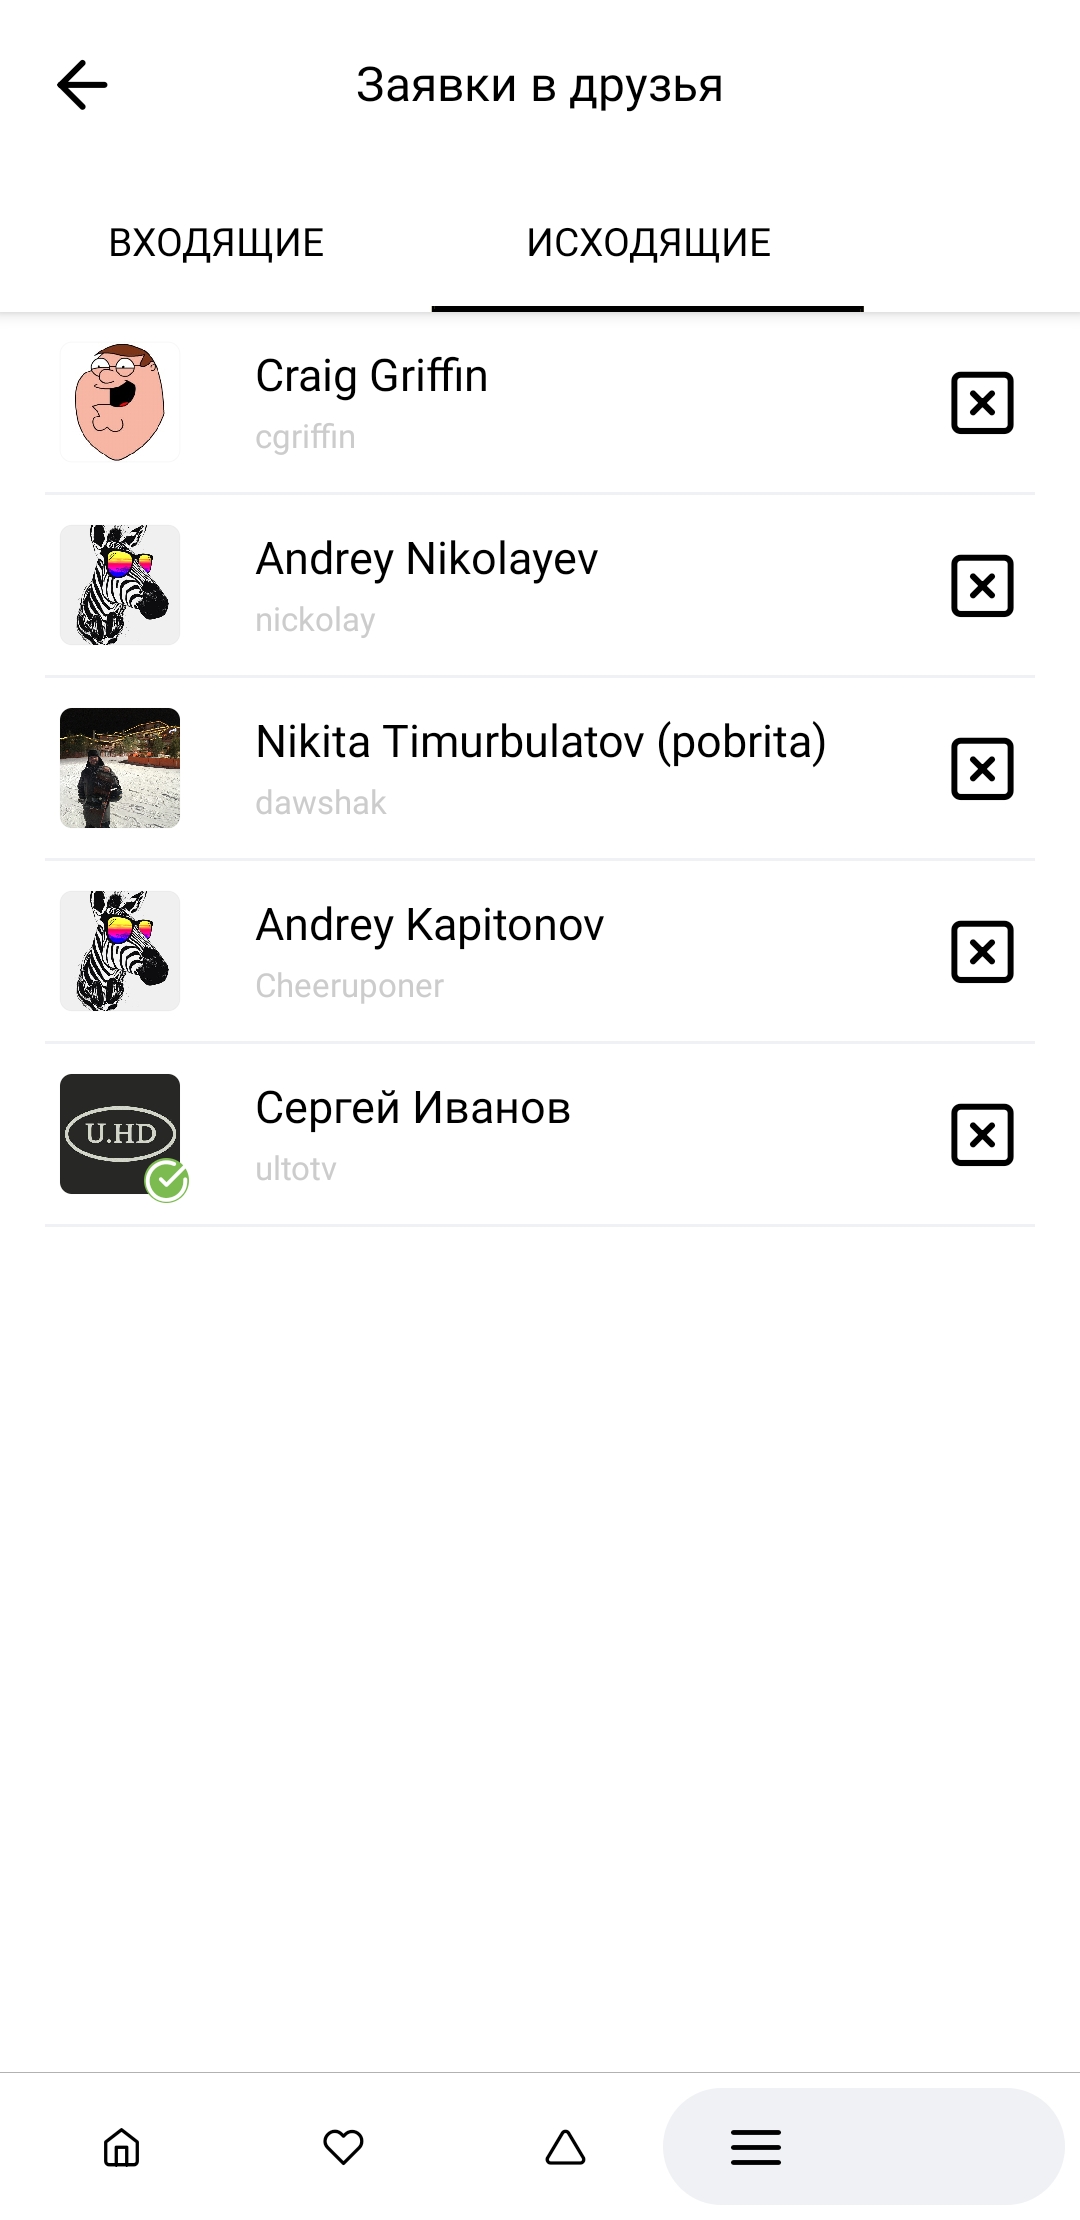 Заявки в друзья
ВХОДЯЩИЕ
ИСХОДЯЩИЕ
Craig Griffin
cgriffin
Andrey Nikolayev
nickolay
Nikita Timurbulatov (pobrita)
dawshak
Andrey Kapitonov
Cheeruponer
U.HD
Сергей Иванов
ultotv